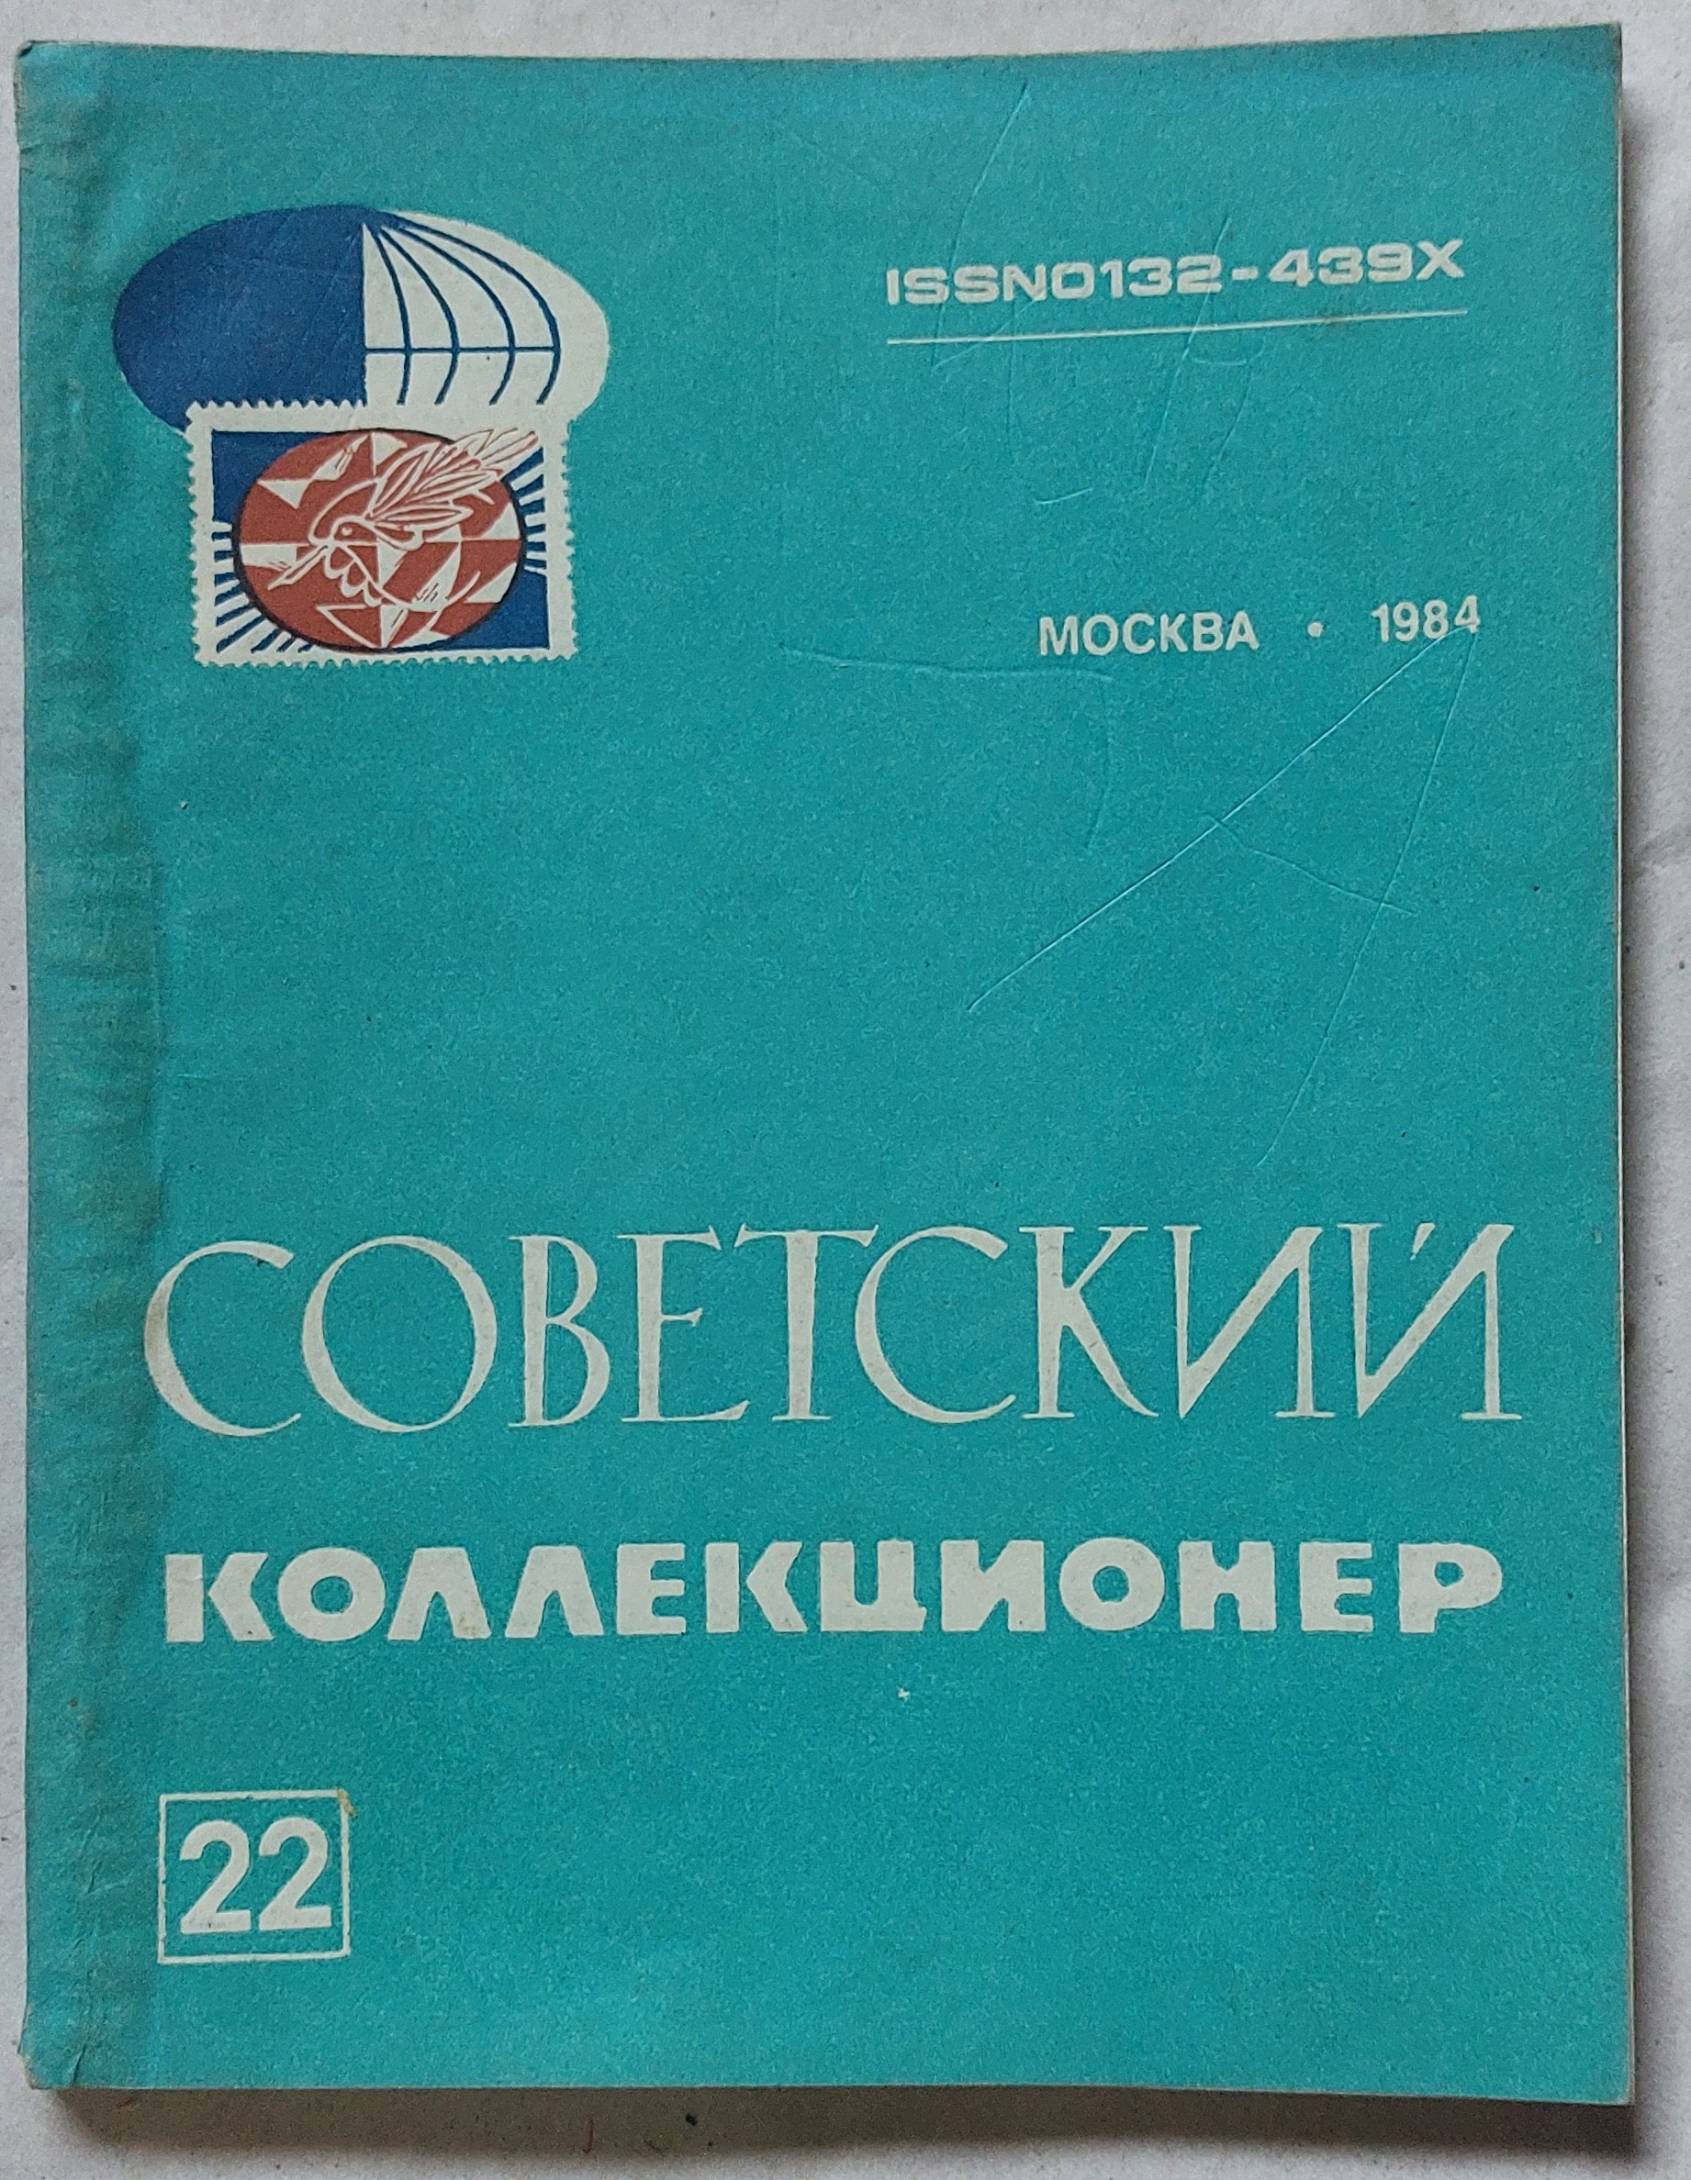 ISSN0132-439X
МОСКВА • 1984
СОВЕТСКИЙ
КОЛЛЕКЦИОНЕР
22